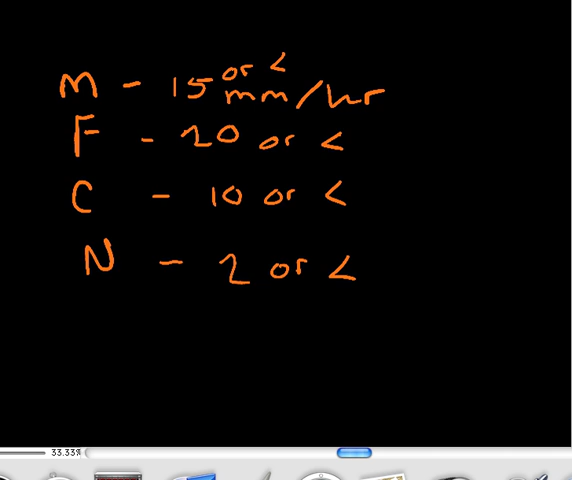 M - 15 or < mm/hr
F - 20 or <
C - 10 or <
N - 2 or <
33.33%